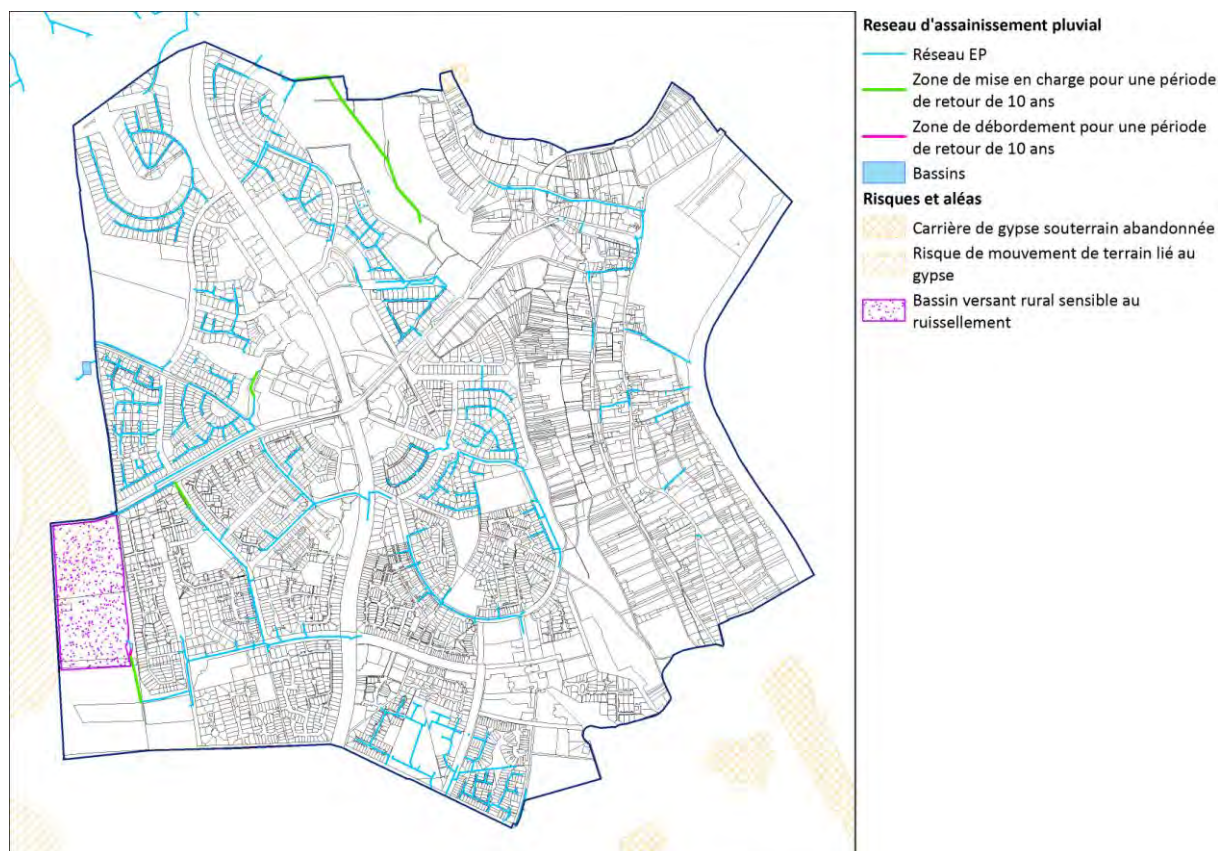 Reseau d'assainissement pluvial
Réseau EP
Zone de mise en charge pour une période
de retour de 10 ans
Zone de débordement pour une période
de retour de 10 ans
Bassins
Risques et aléas
Carrière de gypse souterrain abandonnée
Risque de mouvement de terrain lié au
gypse
Bassin versant rural sensible au
ruissellement